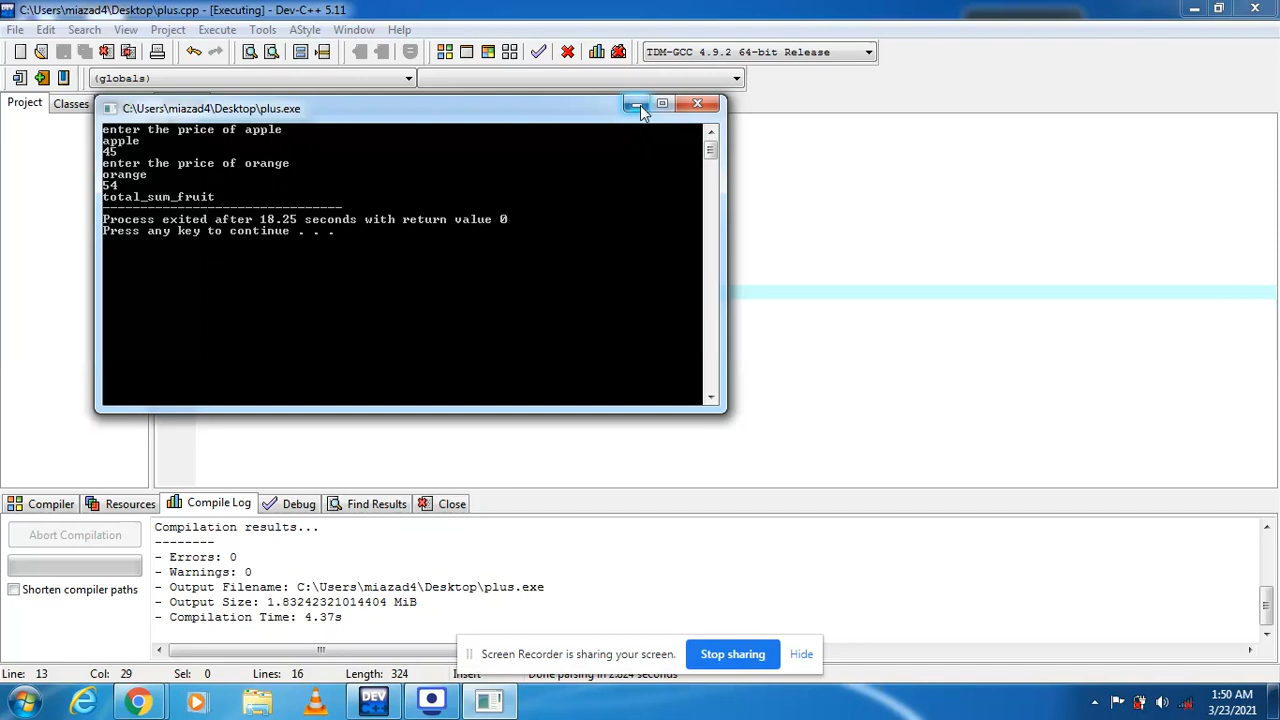 C:\Users\miazad4\Desktop\plus.cpp - [Executing] - Dev-C++ 5.11
File Edit Search View Project Execute Tools AStyle Window Help
TDM-GCC 4.9.2 64-bit Release
(globals)
Project Classes
C:\Users\miazad4\Desktop\plus.exe
enter the price of apple
apple
45
enter the price of orange
orange
54
total_sum_fruit
--------------------------------
Process exited after 18.25 seconds with return value 0
Press any key to continue . . .
Compiler Resources Compile Log Debug Find Results Close
Abort Compilation
Shorten compiler paths
Compilation results...
--------
- Errors: 0
- Warnings: 0
- Output Filename: C:\Users\miazad4\Desktop\plus.exe
- Output Size: 1.83242321014404 MiB
- Compilation Time: 4.37s
Screen Recorder is sharing your screen. Stop sharing Hide
Line: 13 Col: 29 Sel: 0 Lines: 16 Length: 324 Insert Done parsing in 2.824 seconds
DEV C++
1:50 AM
3/23/2021